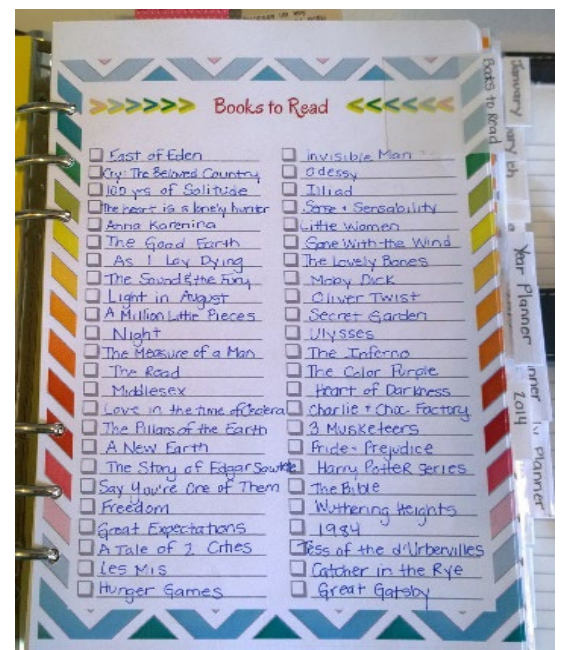 Books to Read
East of Eden
Cry: The Beloved Country
100 yrs of Solitude
The heart is a lonely hunter
Anna Karenina
The Good Earth
As I Lay Dying
The Sound & the Fury
Light in August
A Million Little Pieces
Night
The Measure of a Man
The Road
Middlesex
Love in the time of Cholera
The Pillars of the Earth
A New Earth
The Story of Edgar Sawtelle
Say You're One of Them
Freedom
Great Expectations
A Tale of 2 Cities
Les Mis
Hunger Games
Invisible Man
Odessy
Illiad
Sense + Sensability
Little Women
Gone With the Wind
The Lovely Bones
Moby Dick
Oliver Twist
Secret Garden
Ulysses
The Inferno
The Color Purple
Heart of Darkness
Charlie + Choc Factory
3 Musketeers
Pride + Prejudice
Harry Potter Series
The Bible
Wuthering Heights
1984
Tess of the d'Urbervilles
Catcher in the Rye
Great Gatsby
Books to Read
January
Year Planner
2014
Planner